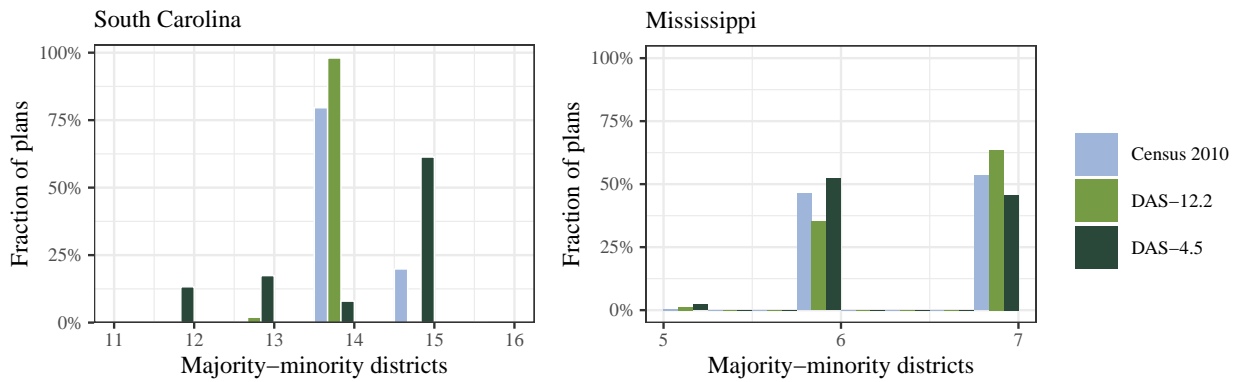 South Carolina
Fraction of plans
100%
75%
50%
25%
0%
11 12 13 14 15 16
Majority−minority districts
Mississippi
Fraction of plans
100%
75%
50%
25%
0%
5 6 7
Majority−minority districts
Census 2010
DAS−12.2
DAS−4.5